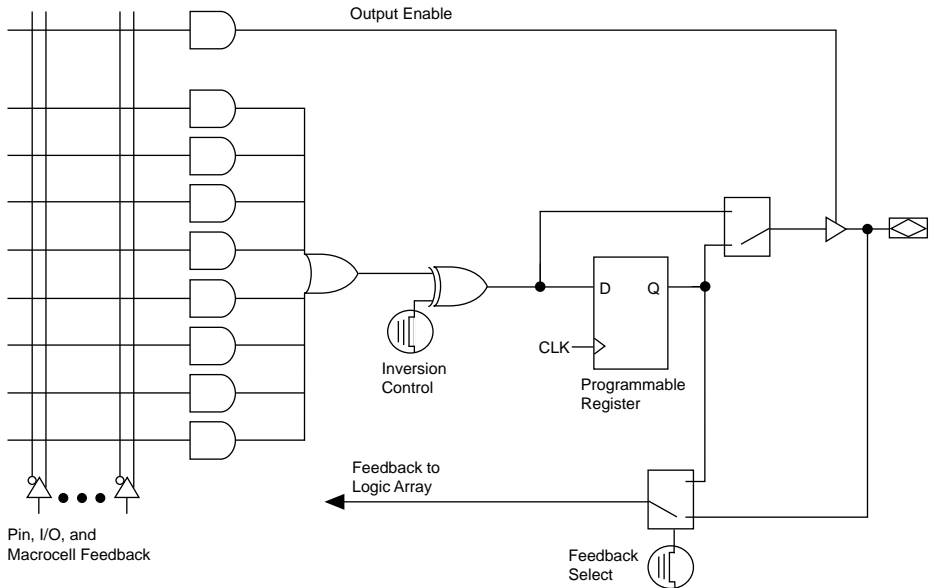 Output Enable
D
Q
CLK
Inversion
Control
Programmable
Register
Feedback to
Logic Array
Pin, I/O, and
Macrocell Feedback
Feedback
Select